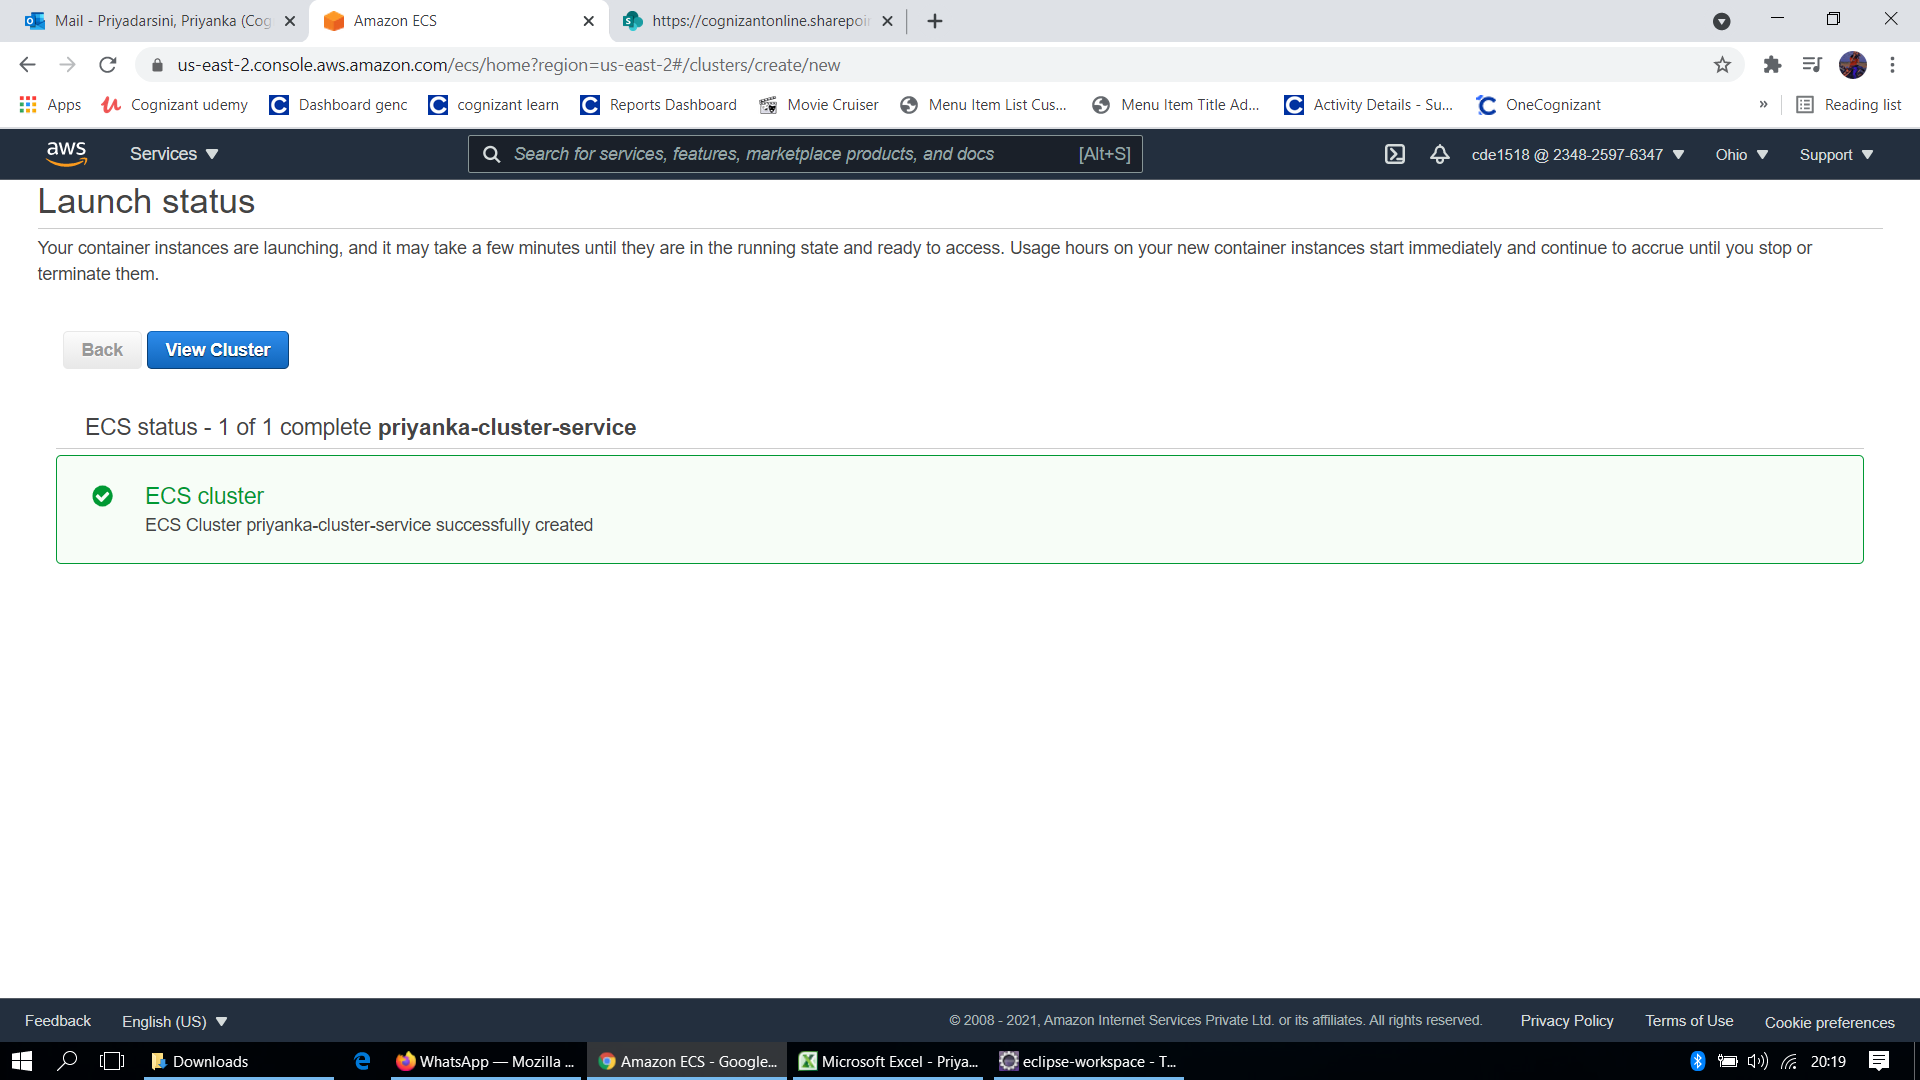 Mail - Priyadarsini, Priyanka (Cog
Amazon ECS
https://cognizantonline.sharepoi
us-east-2.console.aws.amazon.com/ecs/home?region=us-east-2#/clusters/create/new
Apps
Cognizant udemy
Dashboard genc
cognizant learn
Reports Dashboard
Movie Cruiser
Menu Item List Cus...
Menu Item Title Ad...
Activity Details - Su...
OneCognizant
»
Reading list
aws
Services
Search for services, features, marketplace products, and docs
[Alt+S]
cde1518 @ 2348-2597-6347
Ohio
Support
Launch status
Your container instances are launching, and it may take a few minutes until they are in the running state and ready to access. Usage hours on your new container instances start immediately and continue to accrue until you stop or
terminate them.
Back
View Cluster
ECS status - 1 of 1 complete priyanka-cluster-service
ECS cluster
ECS Cluster priyanka-cluster-service successfully created
Feedback
English (US)
© 2008 - 2021, Amazon Internet Services Private Ltd. or its affiliates. All rights reserved.
Privacy Policy
Terms of Use
Cookie preferences
Downloads
WhatsApp — Mozilla ...
Amazon ECS - Google...
Microsoft Excel - Priya...
eclipse-workspace - T...
20:19